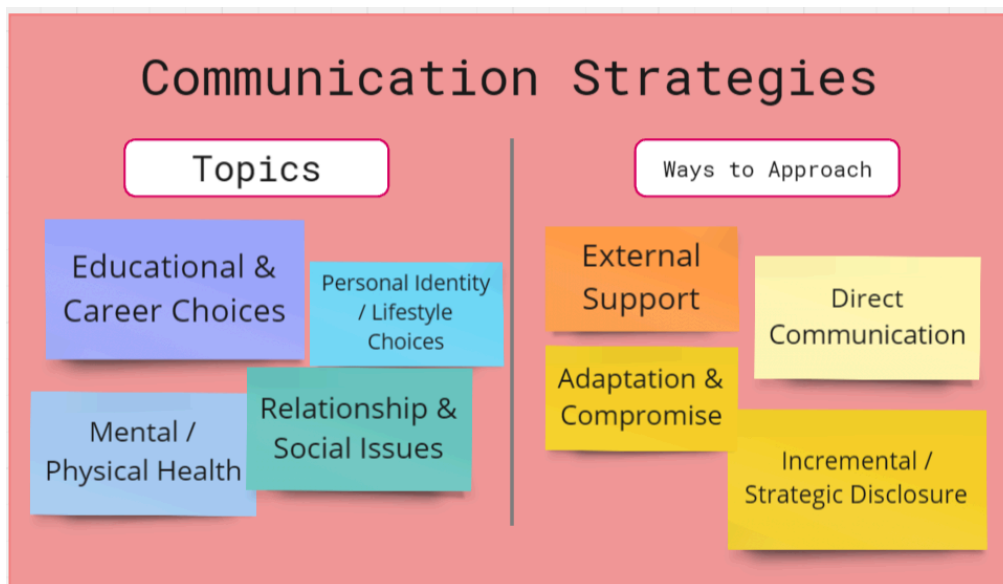 Communication Strategies
Topics
Educational &
Career Choices
Personal Identity
/ Lifestyle
Choices
Mental /
Physical Health
Relationship &
Social Issues
Ways to Approach
External
Support
Direct
Communication
Adaptation &
Compromise
Incremental /
Strategic Disclosure